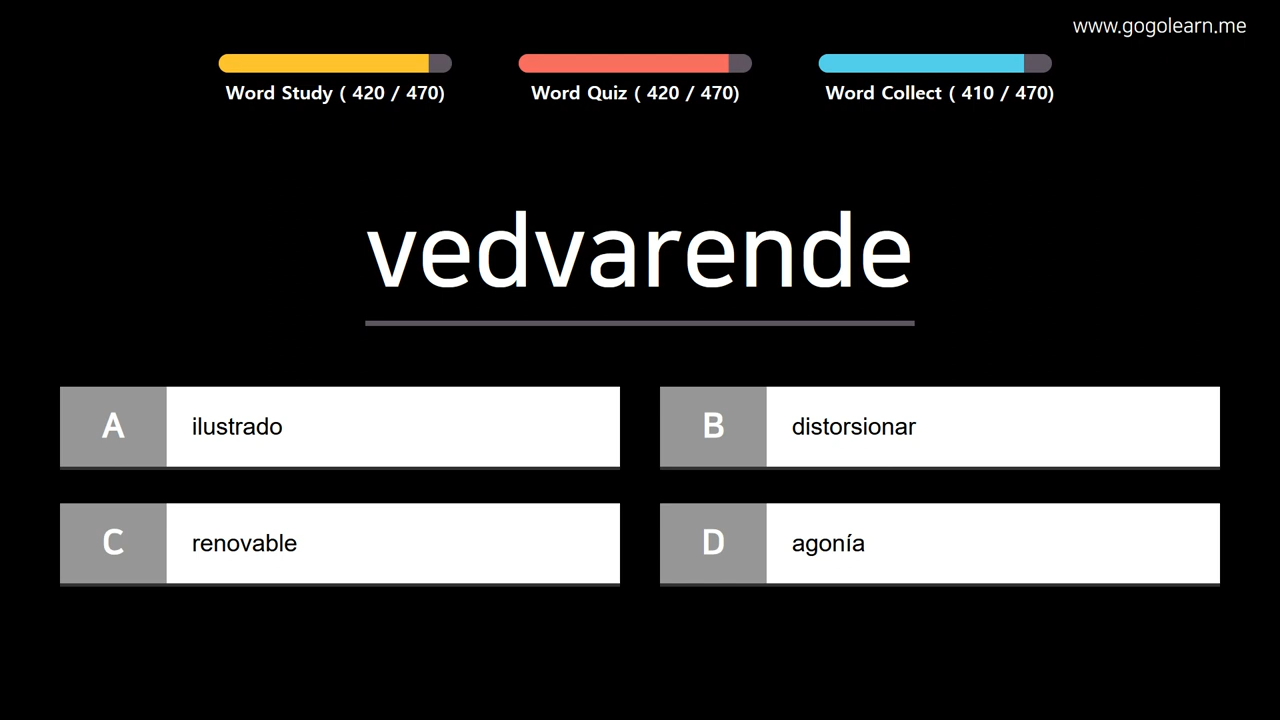 www.gogolearn.me
Word Study ( 420 / 470)
Word Quiz ( 420 / 470)
Word Collect ( 410 / 470)
vedvarende
A ilustrado
B distorsionar
C renovable
D agonía